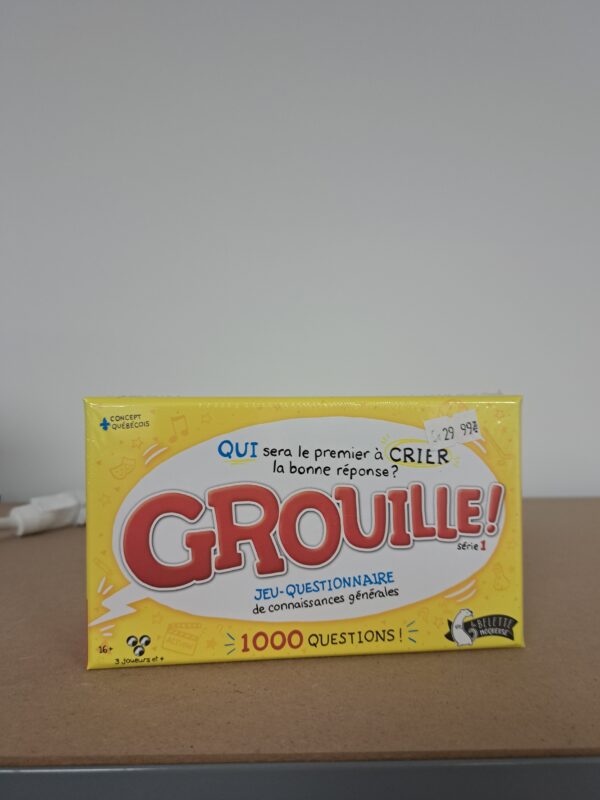 CONCEPT
QUÉBÉCOIS
29 99
QUI sera le premier à CRIER
la bonne réponse?
GROUILLE!
série 1
JEU-QUESTIONNAIRE
de connaissances générales
1000 QUESTIONS!
16+
3 joueurs et +
BELETTE
MOQUEUSE